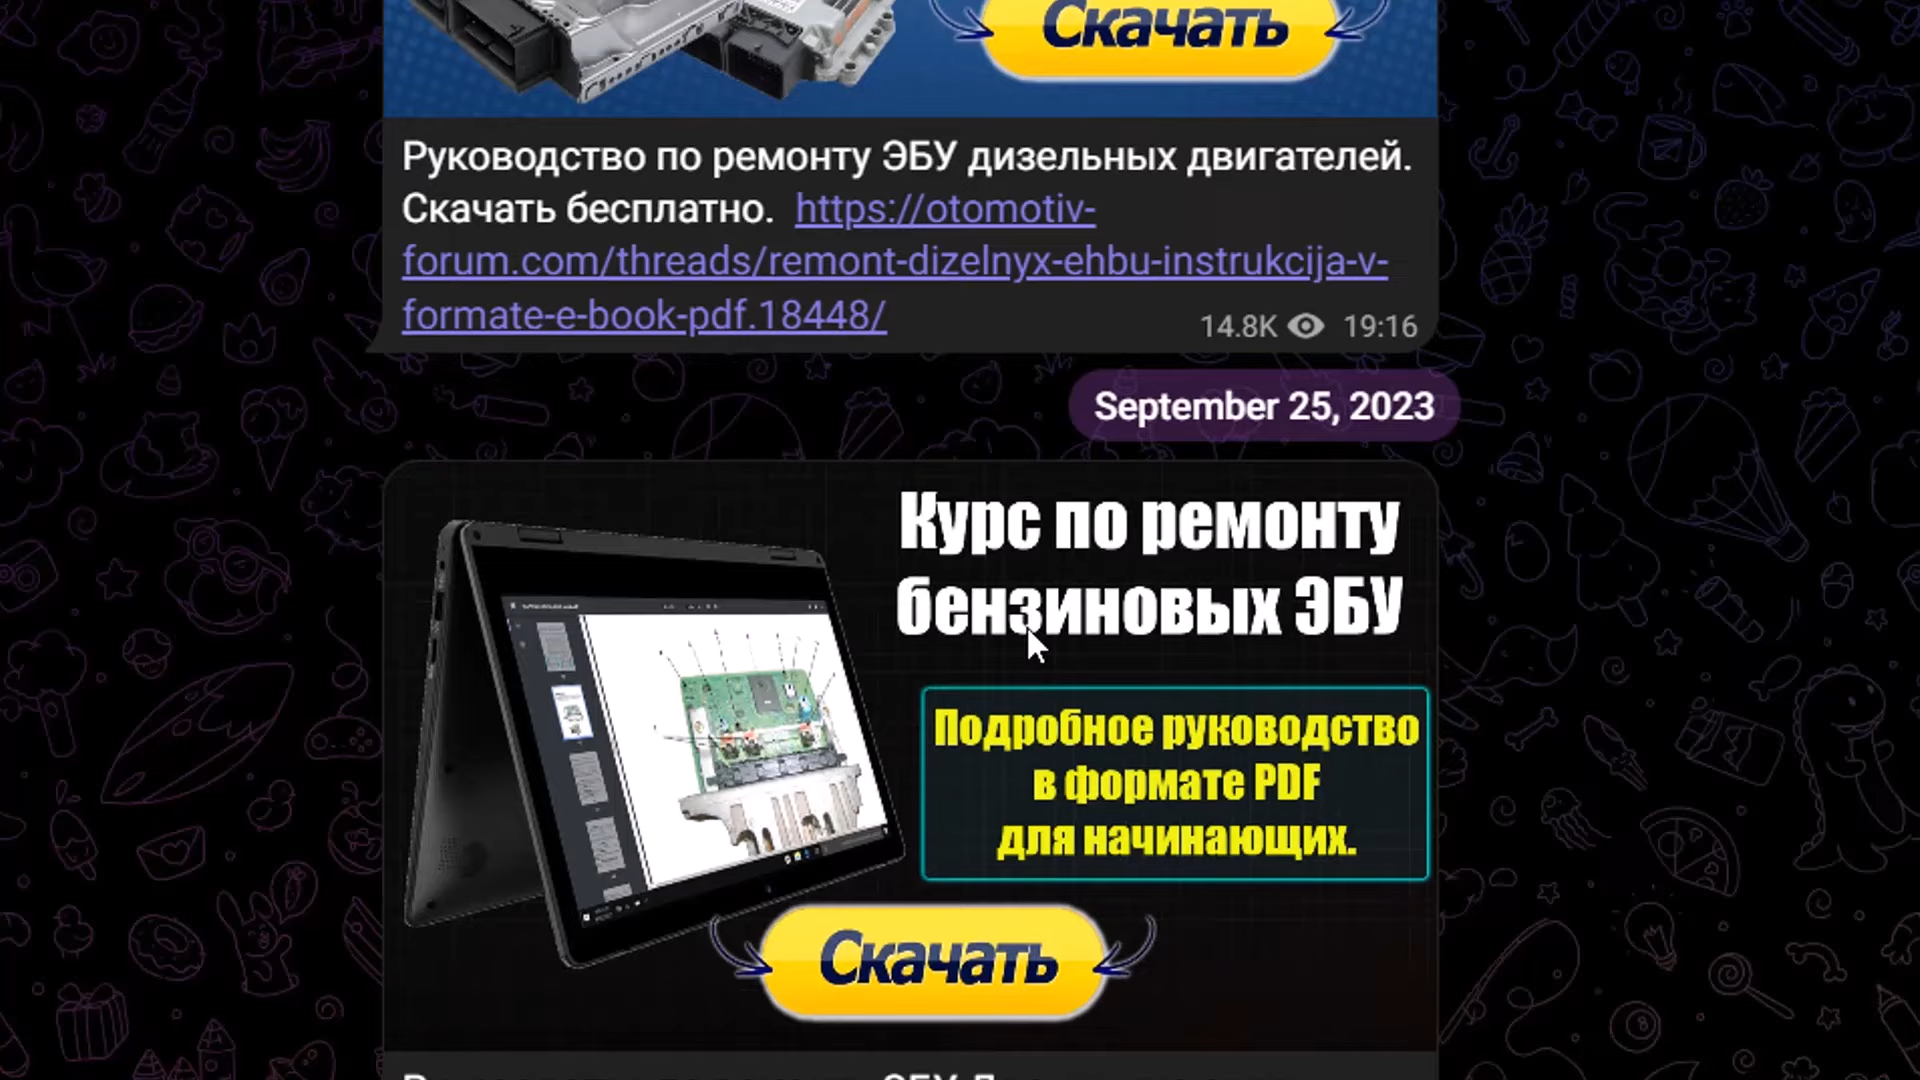 Скачать
Руководство по ремонту ЭБУ дизельных двигателей.
Скачать бесплатно. https://otomotiv-
forum.com/threads/remont-dizelnyx-ehbu-instrukcija-v-
formate-e-book-pdf.18448/
14.8K 19:16
September 25, 2023
Курс по ремонту
бензиновых ЭБУ
Подробное руководство
в формате PDF
для начинающих.
Скачать